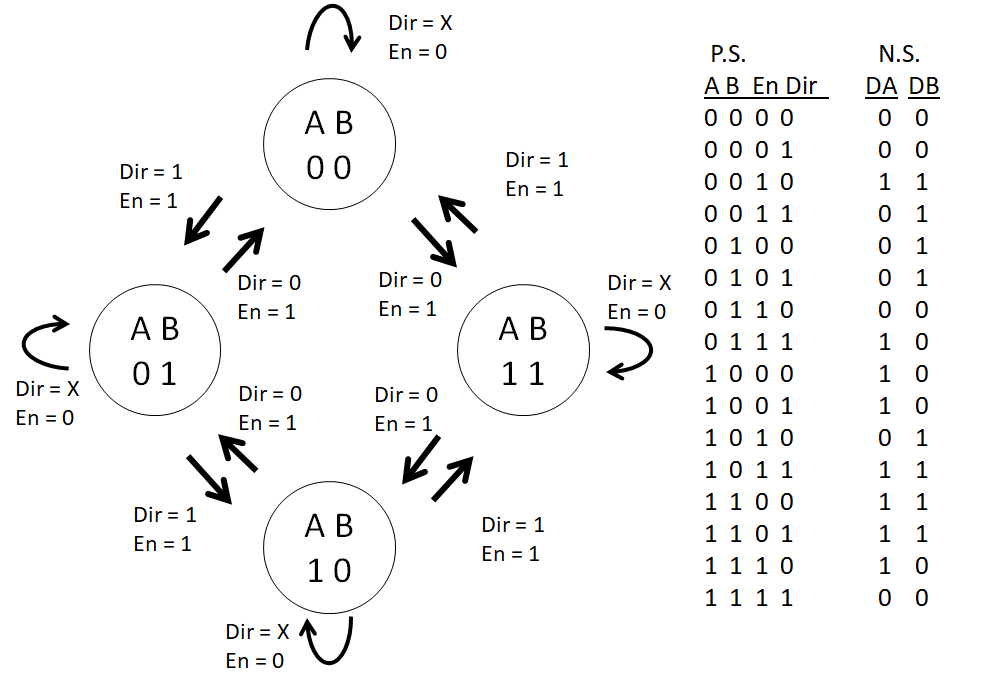 Dir = X
En = 0
A B
0 0
Dir = 1
En = 1
Dir = 1
En = 1
Dir = 0
En = 1
Dir = 0
En = 1
Dir = X
En = 0
A B
0 1
A B
1 1
Dir = X
En = 0
Dir = 0
En = 1
Dir = 0
En = 1
Dir = 1
En = 1
A B
1 0
Dir = 1
En = 1
Dir = X
En = 0
P.S. N.S.
A B En Dir DA DB
0 0 0 0 0 0
0 0 0 1 0 0
0 0 1 0 1 1
0 0 1 1 0 1
0 1 0 0 0 1
0 1 0 1 0 1
0 1 1 0 0 0
0 1 1 1 1 0
1 0 0 0 1 0
1 0 0 1 1 0
1 0 1 0 0 1
1 0 1 1 1 1
1 1 0 0 1 1
1 1 0 1 1 1
1 1 1 0 1 0
1 1 1 1 0 0